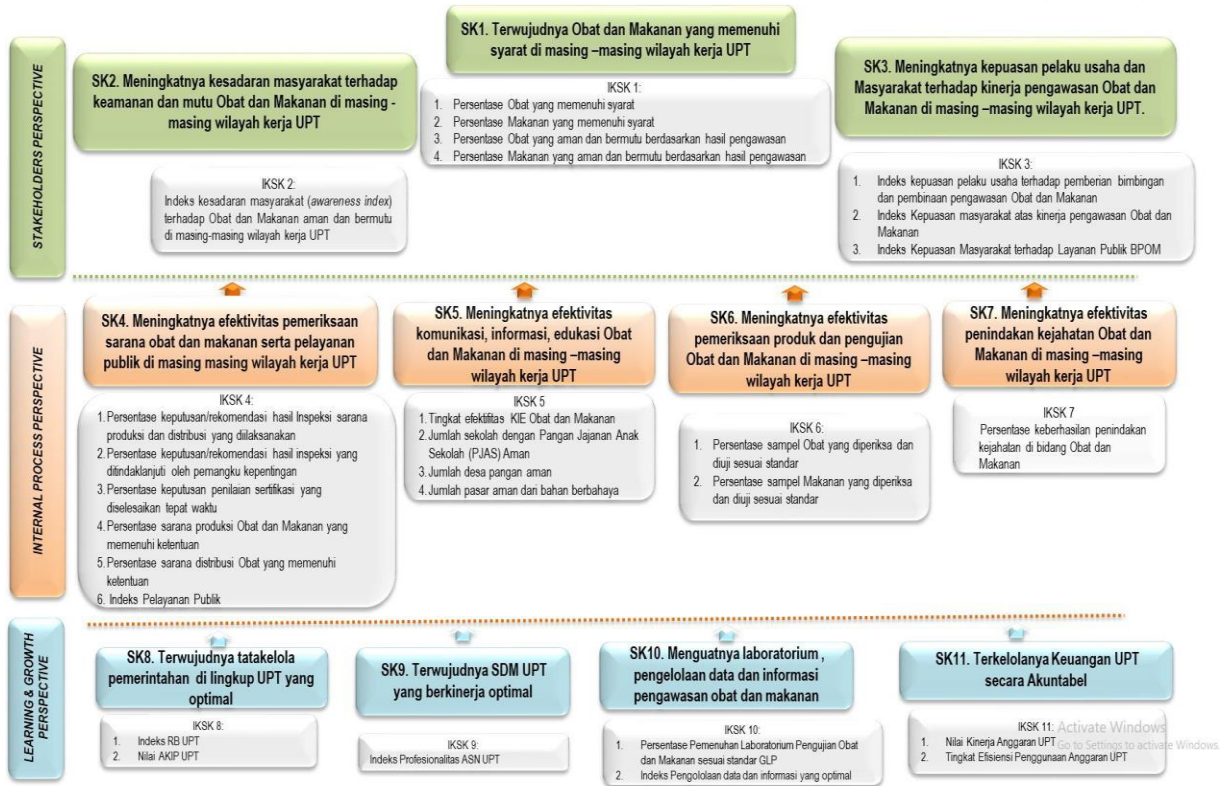 STAKEHOLDERS PERSPECTIVE
SK1. Terwujudnya Obat dan Makanan yang memenuhi
syarat di masing –masing wilayah kerja UPT
IKSK 1:
1. Persentase Obat yang memenuhi syarat
2. Persentase Makanan yang memenuhi syarat
3. Persentase Obat yang aman dan bermutu berdasarkan hasil pengawasan
4. Persentase Makanan yang aman dan bermutu berdasarkan hasil pengawasan
SK2. Meningkatnya kesadaran masyarakat terhadap
keamanan dan mutu Obat dan Makanan di masing -
masing wilayah kerja UPT
IKSK 2:
Indeks kesadaran masyarakat (awareness index)
terhadap Obat dan Makanan aman dan bermutu
di masing-masing wilayah kerja UPT
SK3. Meningkatnya kepuasan pelaku usaha dan
Masyarakat terhadap kinerja pengawasan Obat dan
Makanan di masing –masing wilayah kerja UPT.
IKSK 3:
1. Indeks kepuasan pelaku usaha terhadap pemberian bimbingan
dan pembinaan pengawasan Obat dan Makanan
2. Indeks Kepuasan masyarakat atas kinerja pengawasan Obat dan
Makanan
3. Indeks Kepuasan Masyarakat terhadap Layanan Publik BPOM
INTERNAL PROCESS PERSPECTIVE
SK4. Meningkatnya efektivitas pemeriksaan
sarana obat dan makanan serta pelayanan
publik di masing masing wilayah kerja UPT
IKSK 4:
1. Persentase keputusan/rekomendasi hasil Inspeksi sarana
produksi dan distribusi yang dilaksanakan
2. Persentase keputusan/rekomendasi hasil inspeksi yang
ditindaklanjuti oleh pemangku kepentingan
3. Persentase keputusan penilaian sertifikasi yang
diselesaikan tepat waktu
4. Persentase sarana produksi Obat dan Makanan yang
memenuhi ketentuan
5. Persentase sarana distribusi Obat yang memenuhi
ketentuan
6. Indeks Pelayanan Publik
SK5. Meningkatnya efektivitas
komunikasi, informasi, edukasi Obat
dan Makanan di masing –masing
wilayah kerja UPT
IKSK 5
1. Tingkat efektifitas KIE Obat dan Makanan
2. Jumlah sekolah dengan Pangan Jajanan Anak
Sekolah (PJAS) Aman
3. Jumlah desa pangan aman
4. Jumlah pasar aman dari bahan berbahaya
SK6. Meningkatnya efektivitas
pemeriksaan produk dan pengujian
Obat dan Makanan di masing –masing
wilayah kerja UPT
IKSK 6:
1. Persentase sampel Obat yang diperiksa dan
diuji sesuai standar
2. Persentase sampel Makanan yang diperiksa
dan diuji sesuai standar
SK7. Meningkatnya efektivitas
penindakan kejahatan Obat dan
Makanan di masing –masing
wilayah kerja UPT
IKSK 7
Persentase keberhasilan penindakan
kejahatan di bidang Obat dan
Makanan
LEARNING & GROWTH
PERSPECTIVE
SK8. Terwujudnya tatakelola
pemerintahan di lingkup UPT yang
optimal
IKSK 8:
1. Indeks RB UPT
2. Nilai AKIP UPT
SK9. Terwujudnya SDM UPT
yang berkinerja optimal
IKSK 9:
Indeks Profesionalitas ASN UPT
SK10. Menguatnya laboratorium ,
pengelolaan data dan informasi
pengawasan obat dan makanan
IKSK 10:
1. Persentase Pemenuhan Laboratorium Pengujian Obat
dan Makanan sesuai standar GLP
2. Indeks Pengololaan data dan informasi yang optimal
SK11. Terkelolanya Keuangan UPT
secara Akuntabel
IKSK 11:
1. Nilai Kinerja Anggaran UPT
2. Tingkat Efisiensi Penggunaan Anggaran UPT
Activate Windows
Go to Settings to activate Windows.